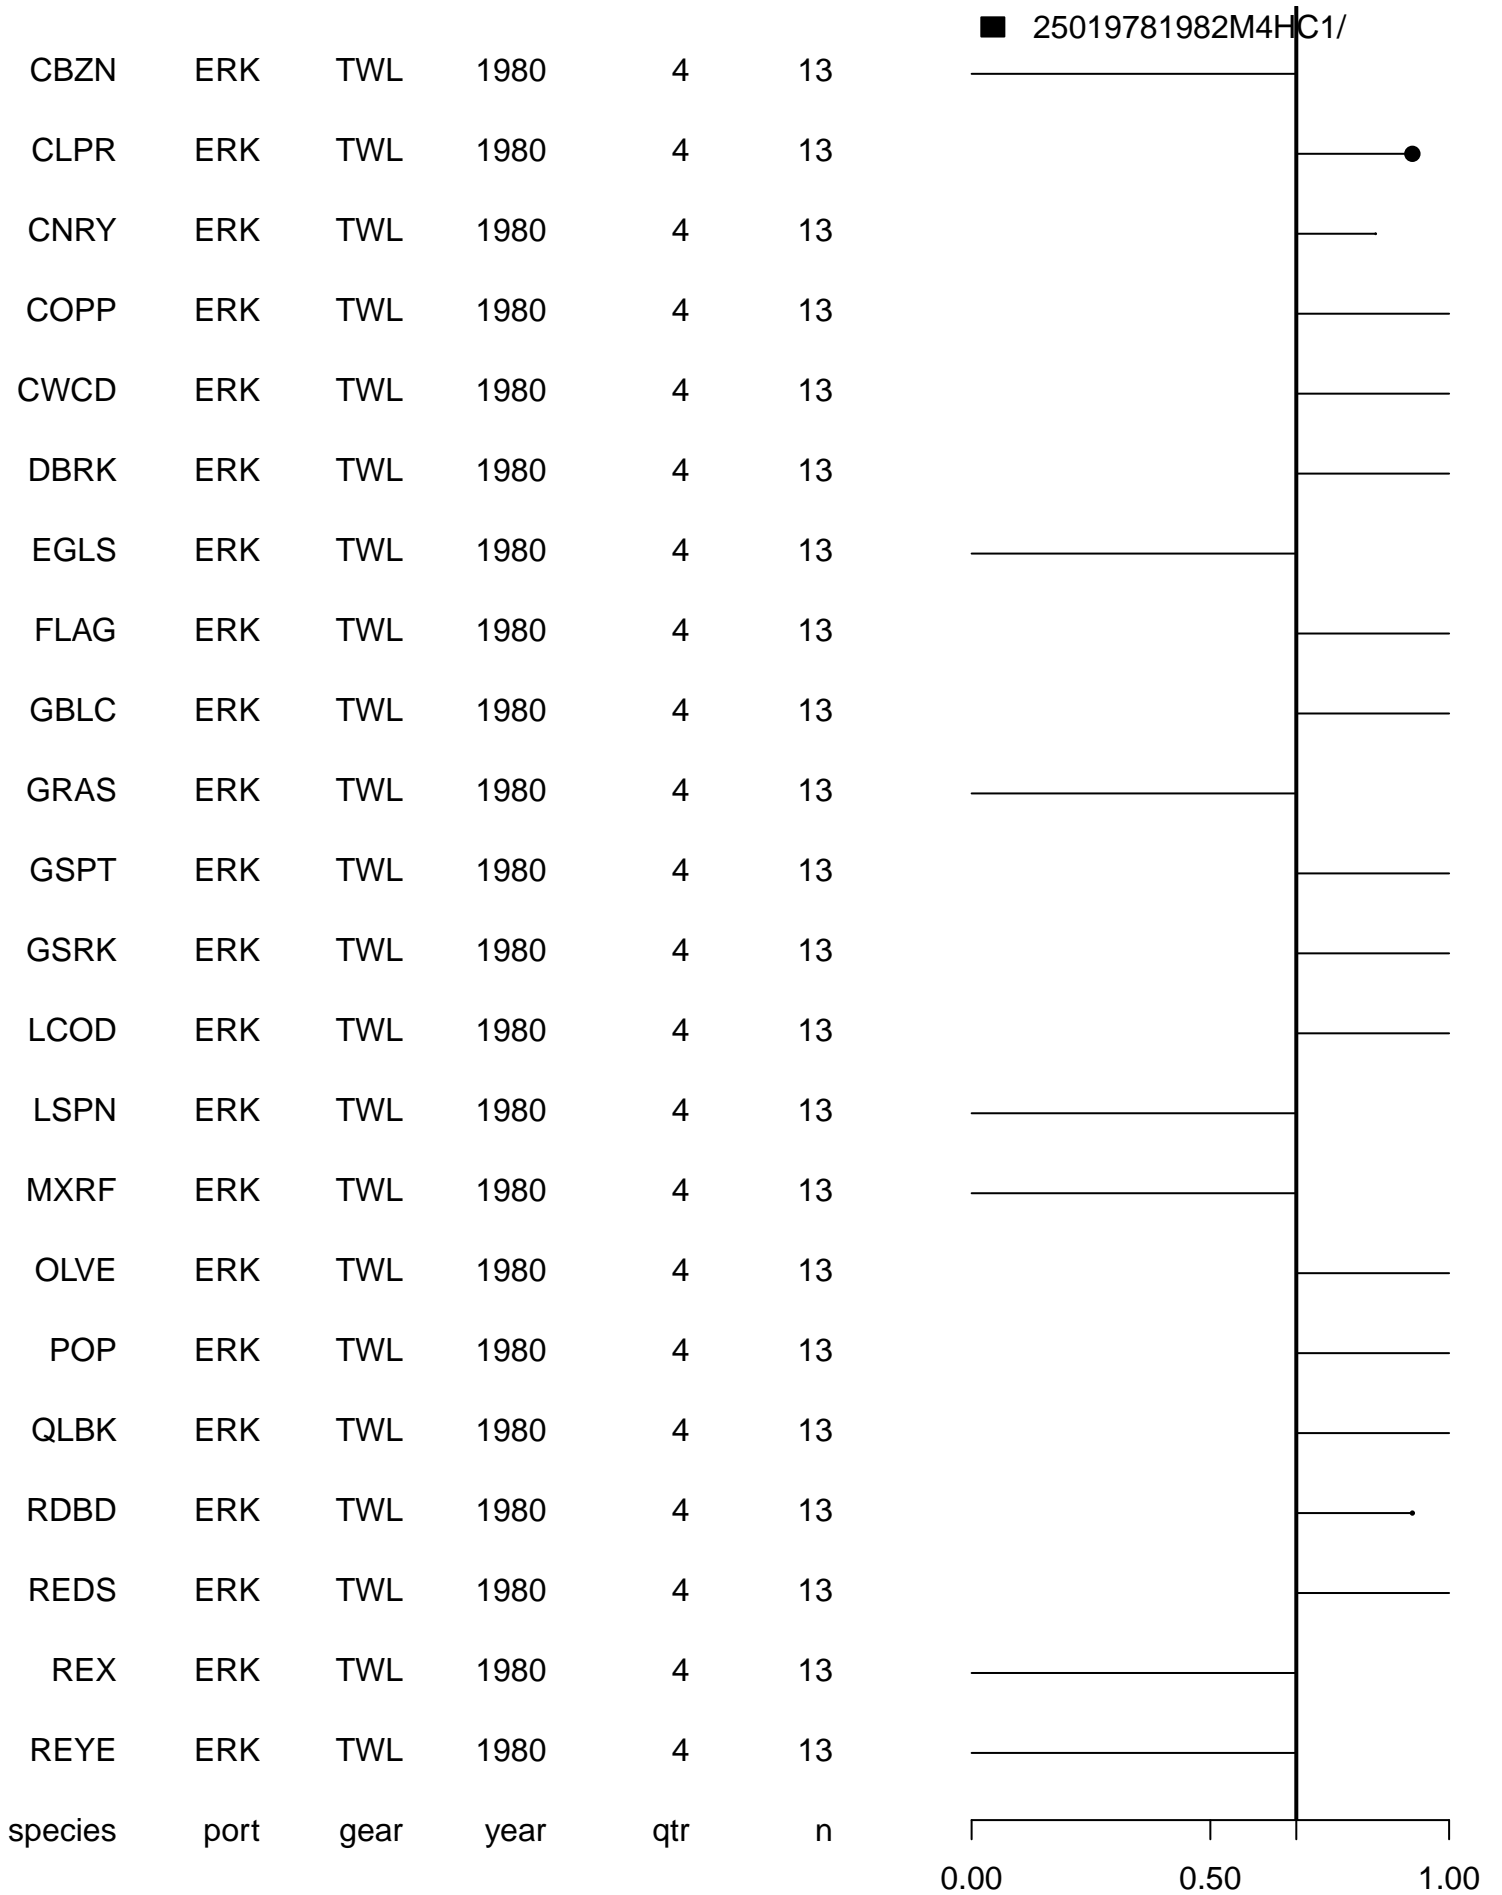 25019781982M4HC1/
CBZN ERK TWL 1980 4 13
CLPR ERK TWL 1980 4 13
CNRY ERK TWL 1980 4 13
COPP ERK TWL 1980 4 13
CWCD ERK TWL 1980 4 13
DBRK ERK TWL 1980 4 13
EGLS ERK TWL 1980 4 13
FLAG ERK TWL 1980 4 13
GBLC ERK TWL 1980 4 13
GRAS ERK TWL 1980 4 13
GSPT ERK TWL 1980 4 13
GSRK ERK TWL 1980 4 13
LCOD ERK TWL 1980 4 13
LSPN ERK TWL 1980 4 13
MXRF ERK TWL 1980 4 13
OLVE ERK TWL 1980 4 13
POP ERK TWL 1980 4 13
QLBK ERK TWL 1980 4 13
RDBD ERK TWL 1980 4 13
REDS ERK TWL 1980 4 13
REX ERK TWL 1980 4 13
REYE ERK TWL 1980 4 13
species port gear year qtr n
0.00 0.50 1.00